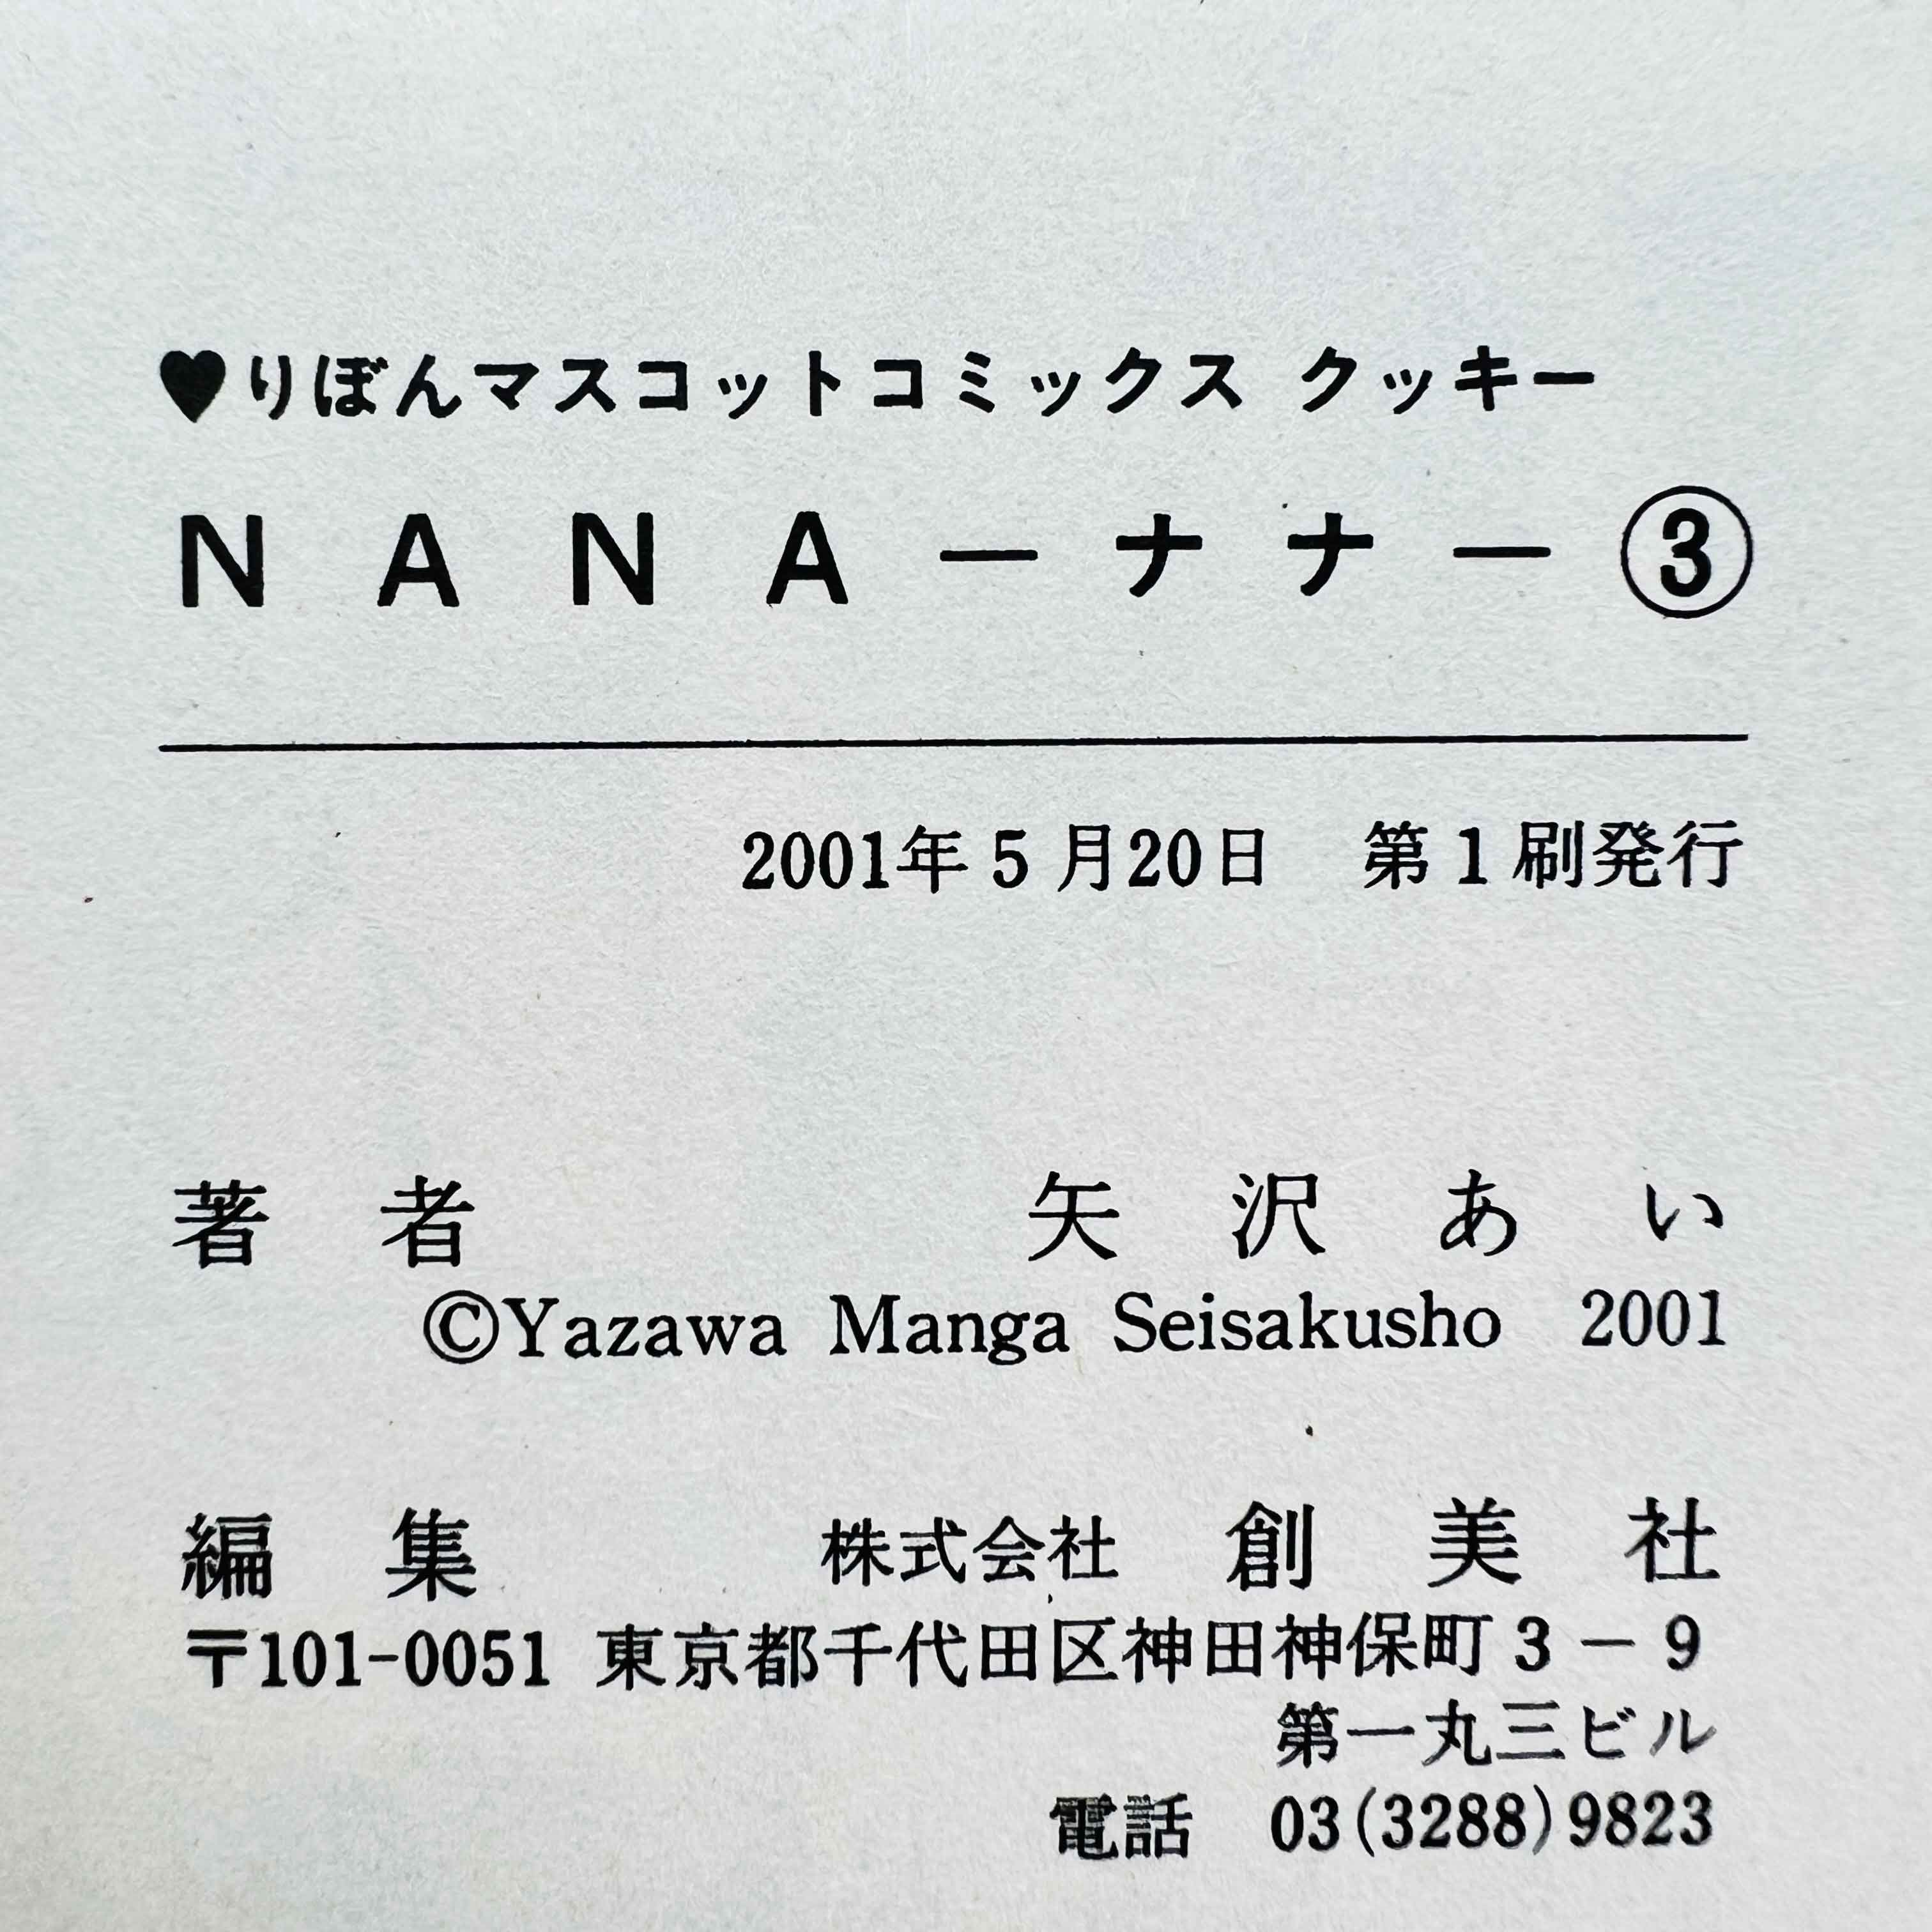 ♥りぼんマスコットコミックス クッキー
NANA－ナナ－③
2001年5月20日　第1刷発行
著者　矢沢あい
©Yazawa Manga Seisakusho 2001
編集　株式会社 創美社
〒101-0051 東京都千代田区神田神保町3－9
第一丸三ビル
電話　03(3288)9823